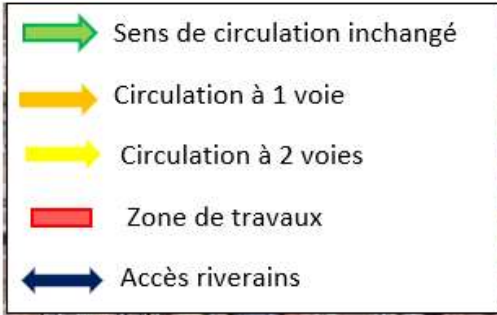 Sens de circulation inchangé
Circulation à 1 voie
Circulation à 2 voies
Zone de travaux
Accès riverains